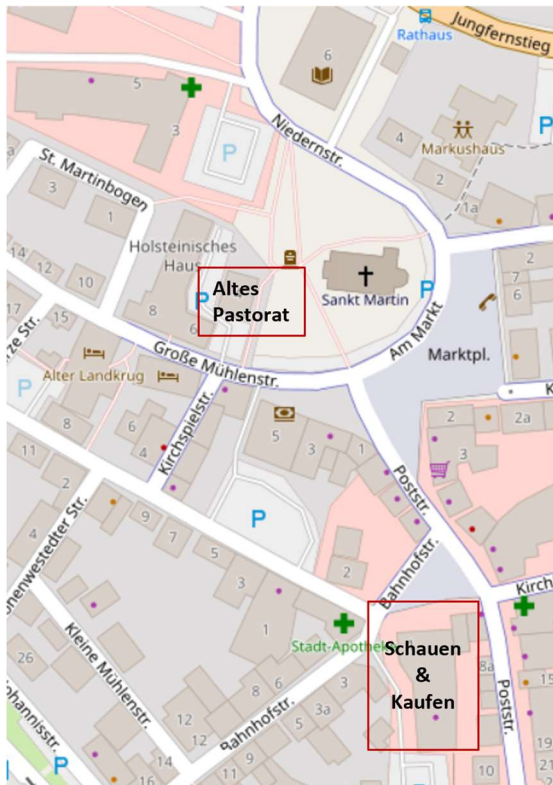 Jungfernstieg
Rathaus
6
5
P
Niedernstr.
4
Markushaus
3
P
2
St. Martinbogen
3
1
1a
Holsteinisches
Haus
14
12
10
2
7
6
Altes
Pastorat
P
Sankt Martin
P
17
15
8
6
Am Markt
Marktpl.
Große Mühlenstr.
Alter Landkrug
P
8
6
4
Kirchspielstr.
5
3
1
2
2a
3
11
2
Poststr.
P
4
9
7
5
2
Bahnhofstr.
3
1
Stadt-Apotheke
Schauen
&
Kaufen
Kleine Mühlenstr.
26
8
6
5
3a
3
8a
15
12
12
Bahnhofstr.
Poststr.
Johannisstr.
P
14
16
11
9
10
19
21
P